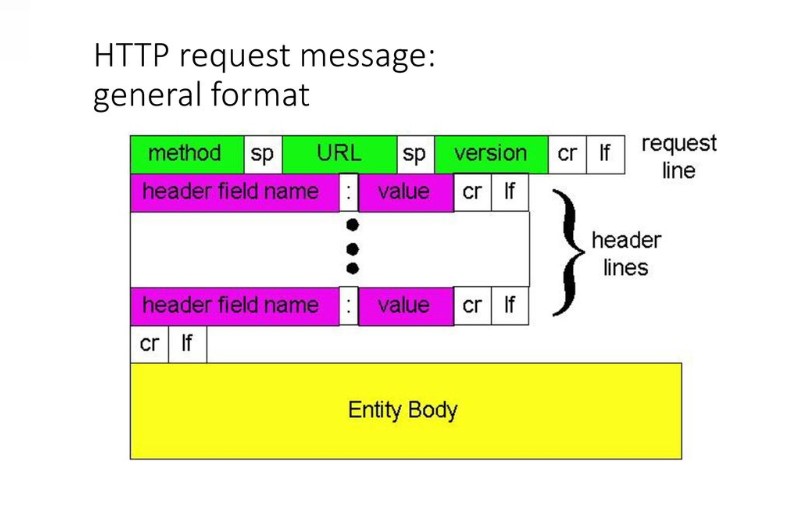 HTTP request message:
general format
method sp URL sp version cr lf
request
line
header field name : value cr lf
header
lines
header field name : value cr lf
cr lf
Entity Body